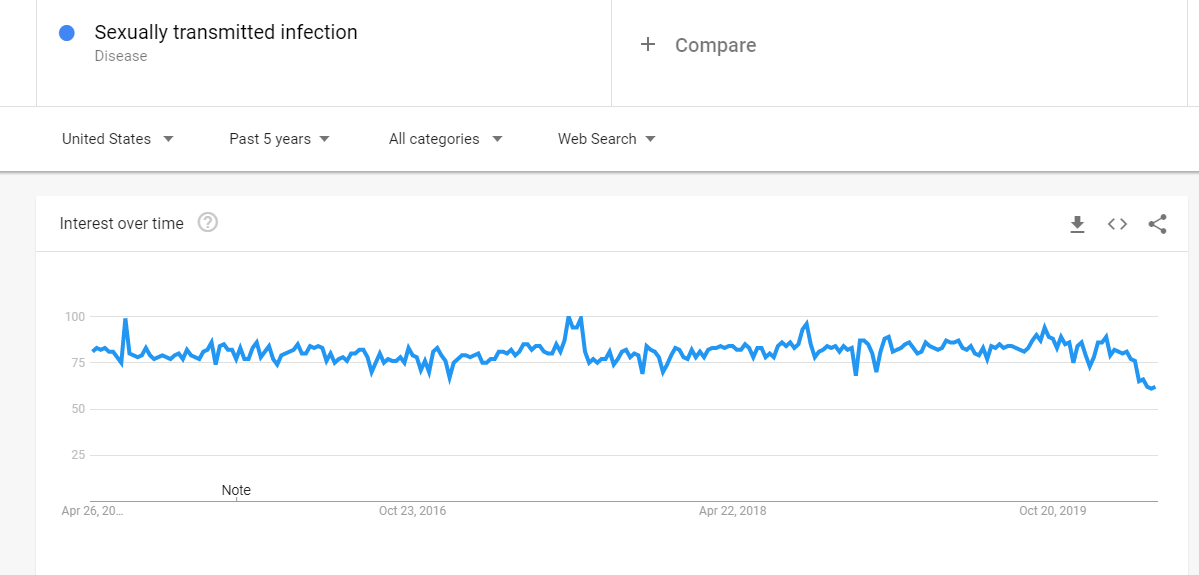 Sexually transmitted infection
Disease
+ Compare
United States
Past 5 years
All categories
Web Search
Interest over time
?
100
75
50
25
Note
Apr 26, 20...
Oct 23, 2016
Apr 22, 2018
Oct 20, 2019